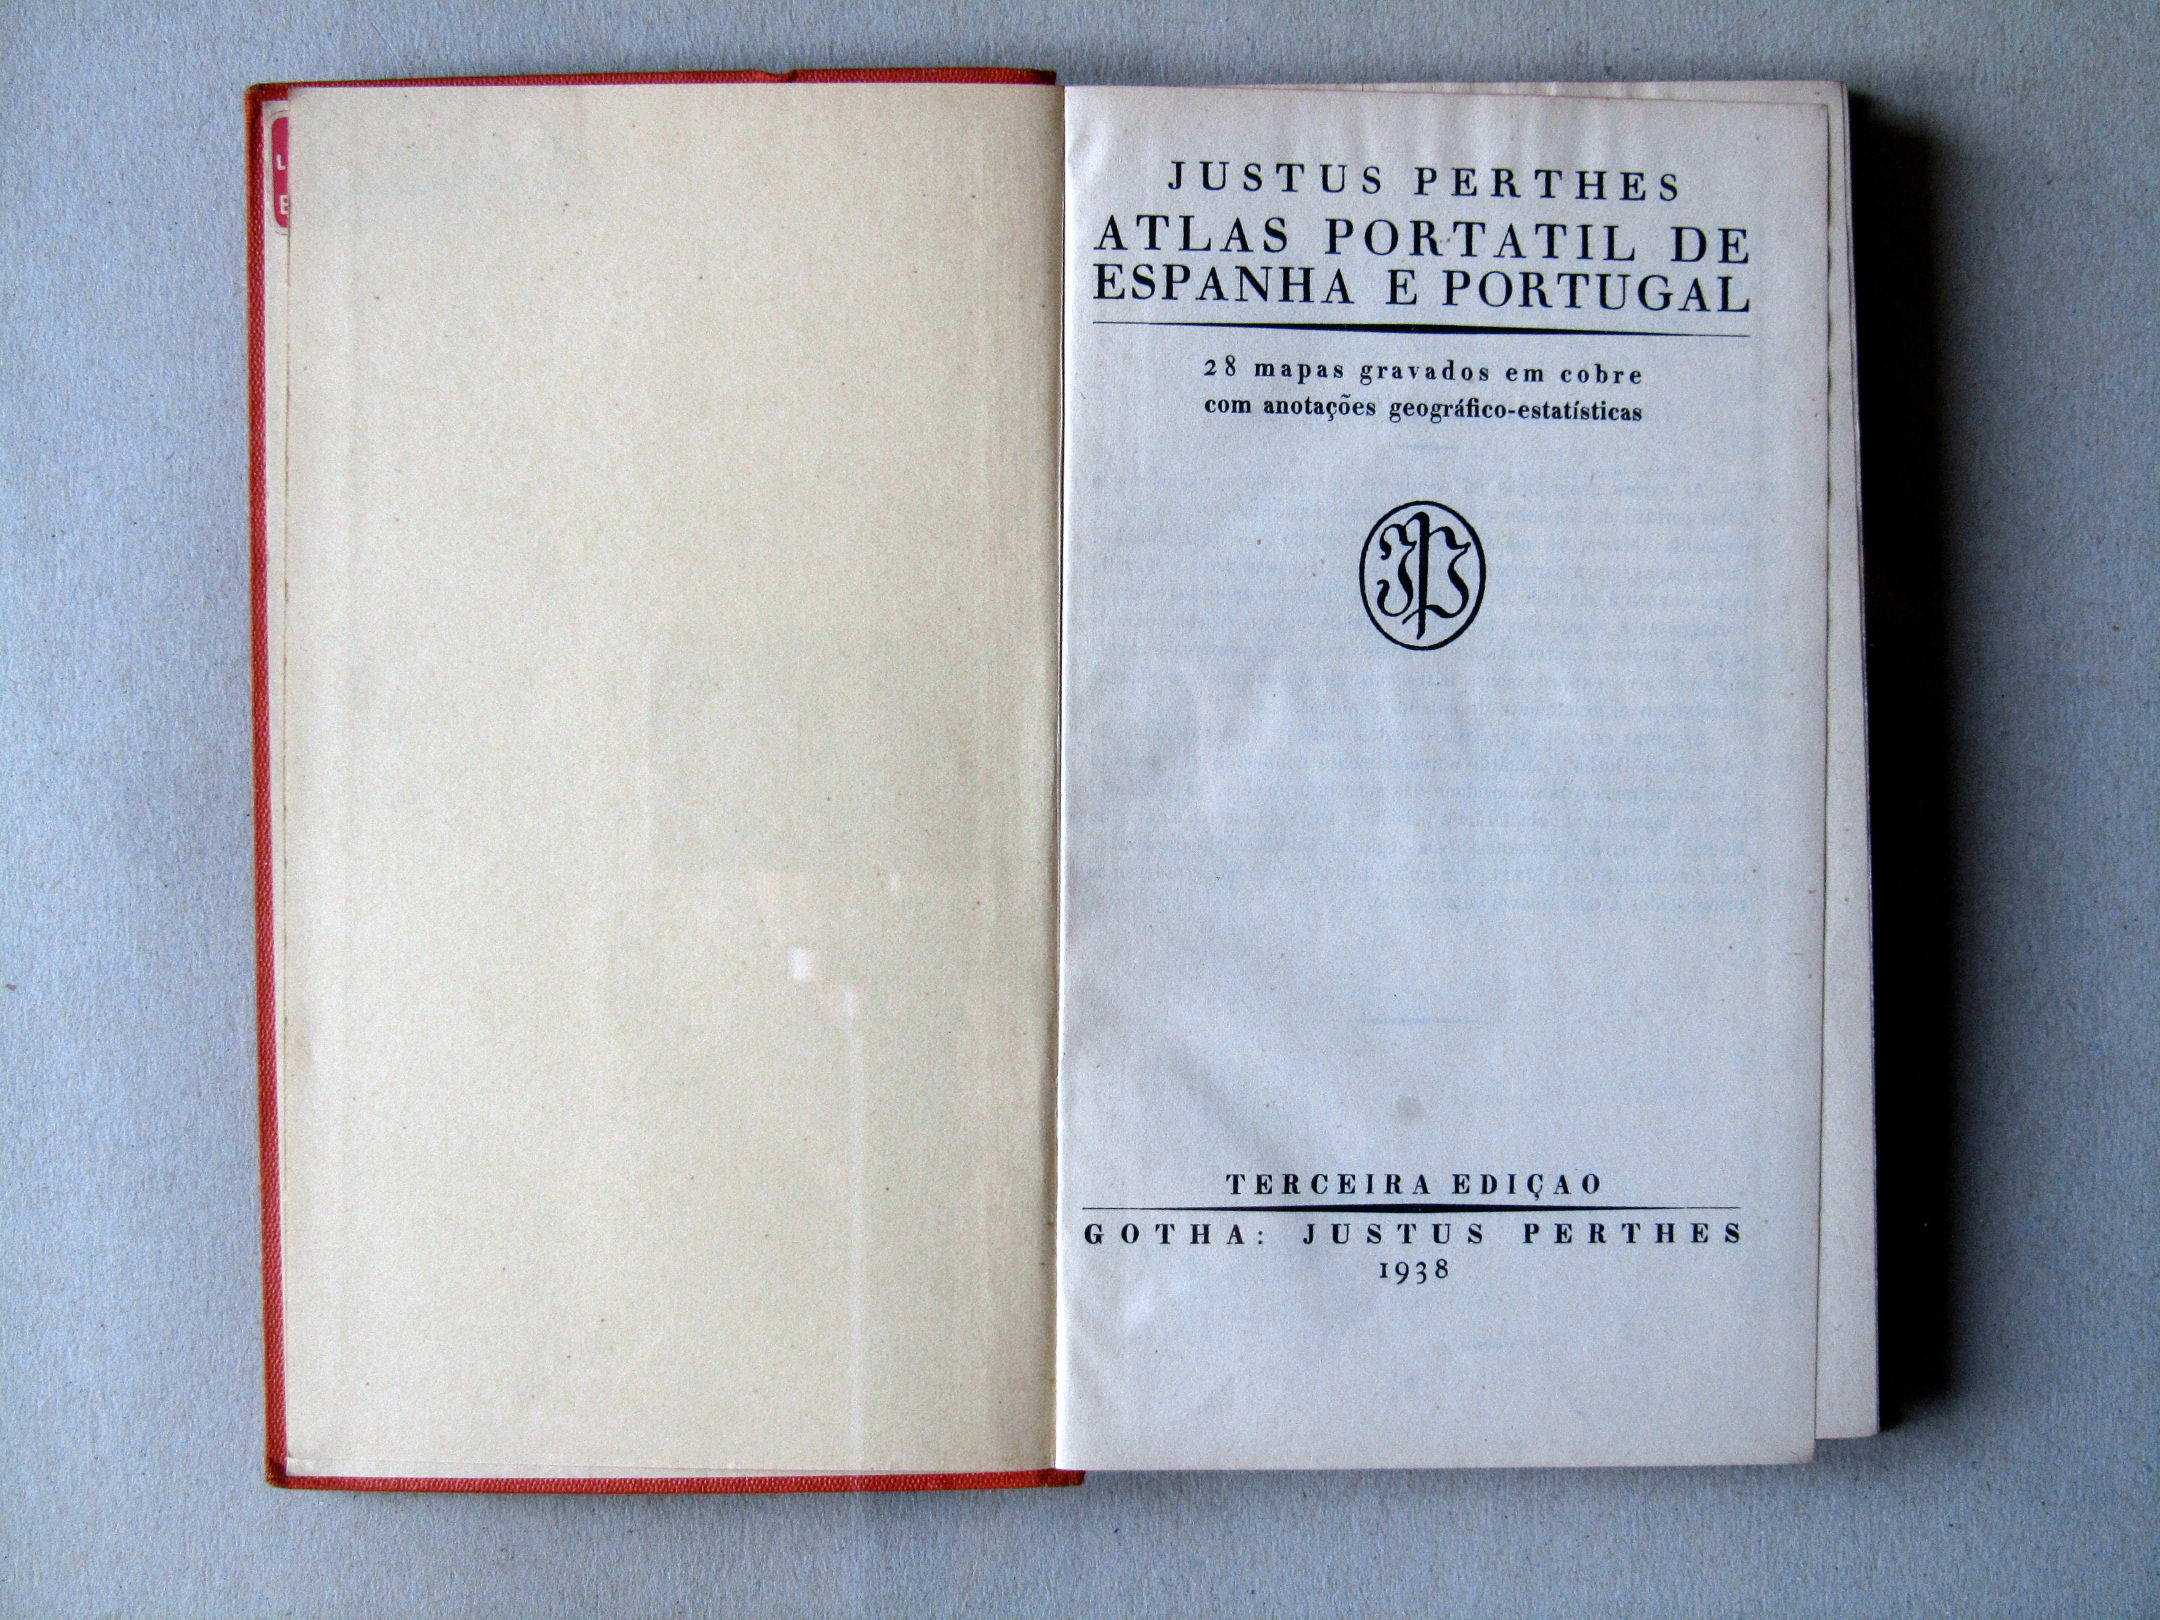 JUSTUS PERTHES
ATLAS PORTATIL DE
ESPANHA E PORTUGAL
28 mapas gravados em cobre
com anotações geográfico-estatísticas
JP
TERCEIRA EDIÇAO
GOTHA: JUSTUS PERTHES
1938